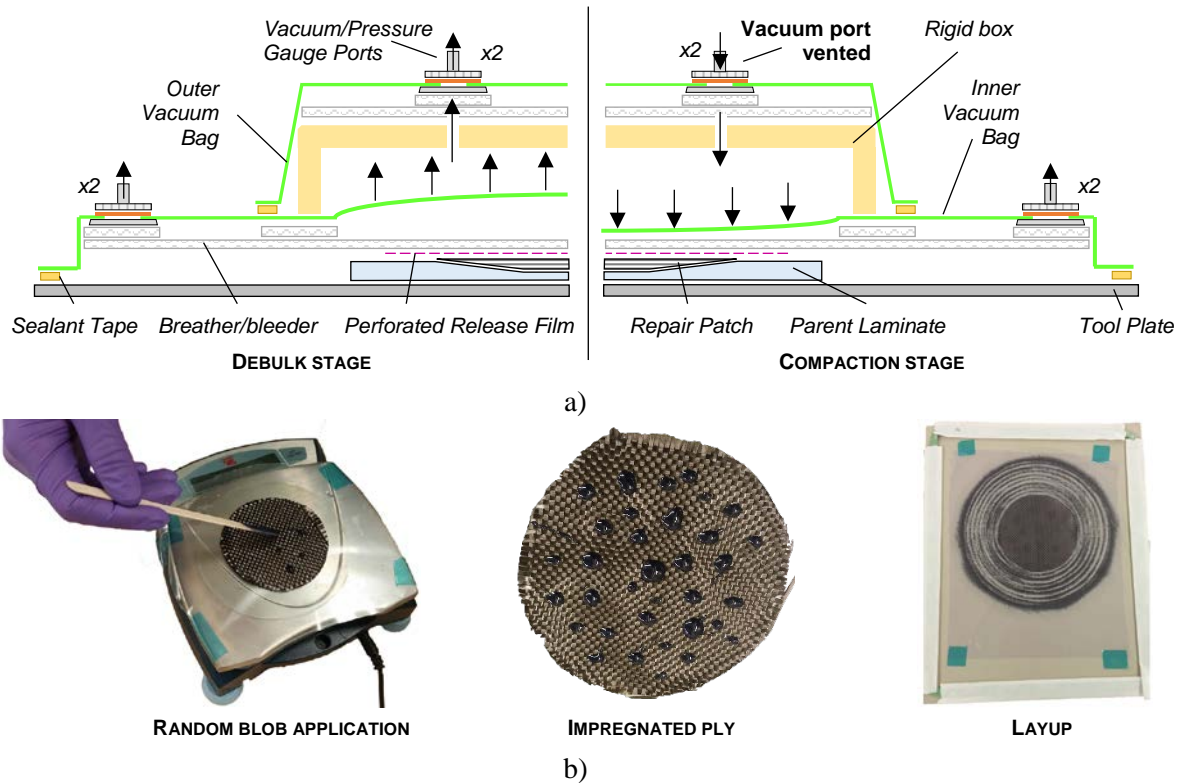 Vacuum/Pressure
Gauge Ports
x2
Outer
Vacuum
Bag
x2
Sealant Tape
Breather/bleeder
Perforated Release Film
DEBULK STAGE
x2
Vacuum port
vented
Rigid box
Inner
Vacuum
Bag
x2
Repair Patch
Parent Laminate
Tool Plate
COMPACTION STAGE
a)
RANDOM BLOB APPLICATION
IMPREGNATED PLY
LAYUP
b)